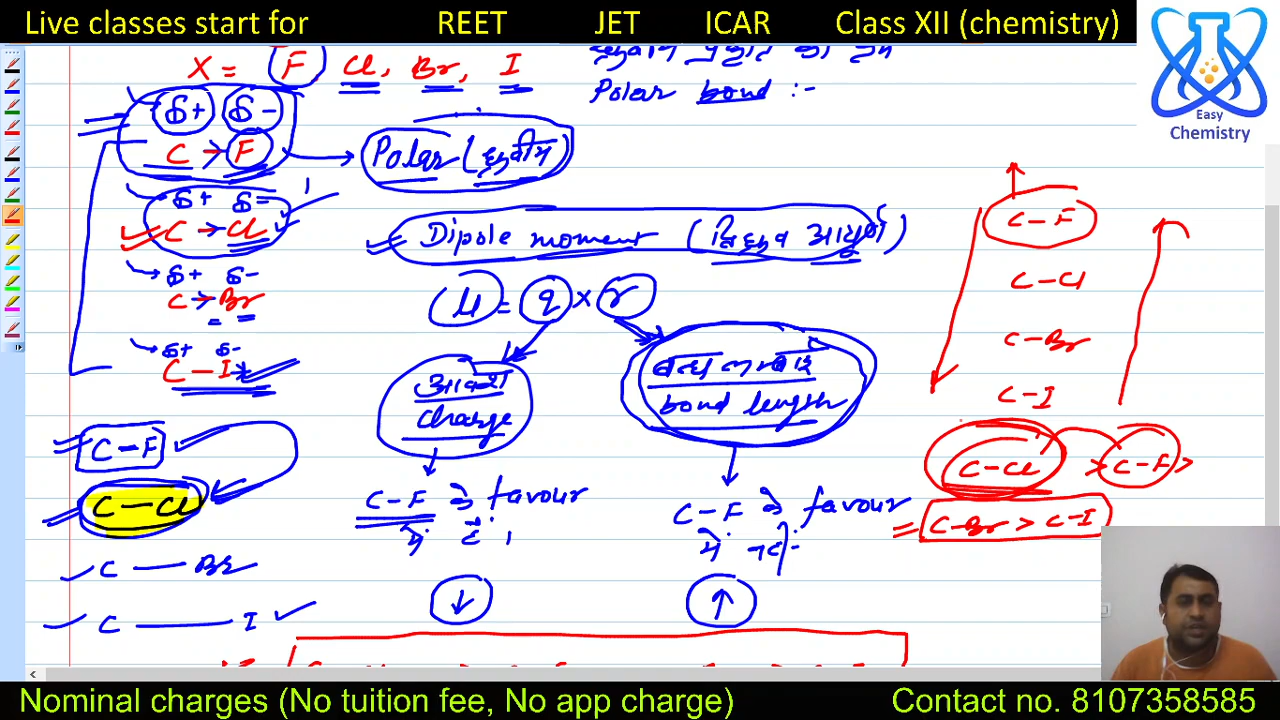 Live classes start for REET JET ICAR Class XII (chemistry)
Easy
Chemistry
X = F Cl, Br, I
Polar bond :-
δ+ δ-
C → F
Polar (ध्रुवीय)
δ+ δ-
C → Cl
Dipole moment (द्विध्रुव आघूर्ण)
δ+ δ-
C → Br
μ = q × r
δ+ δ-
C - I
आवेश
charge
बन्ध लम्बाई
bond length
C - F
C - Cl
C — Br
C — I
C - F के favour
में है।
C - F के favour
में नहीं
↓
↑
C - F
C - Cl
C - Br
C - I
C - Cl > C - F >
C - Br > C - I
Nominal charges (No tuition fee, No app charge) Contact no. 8107358585